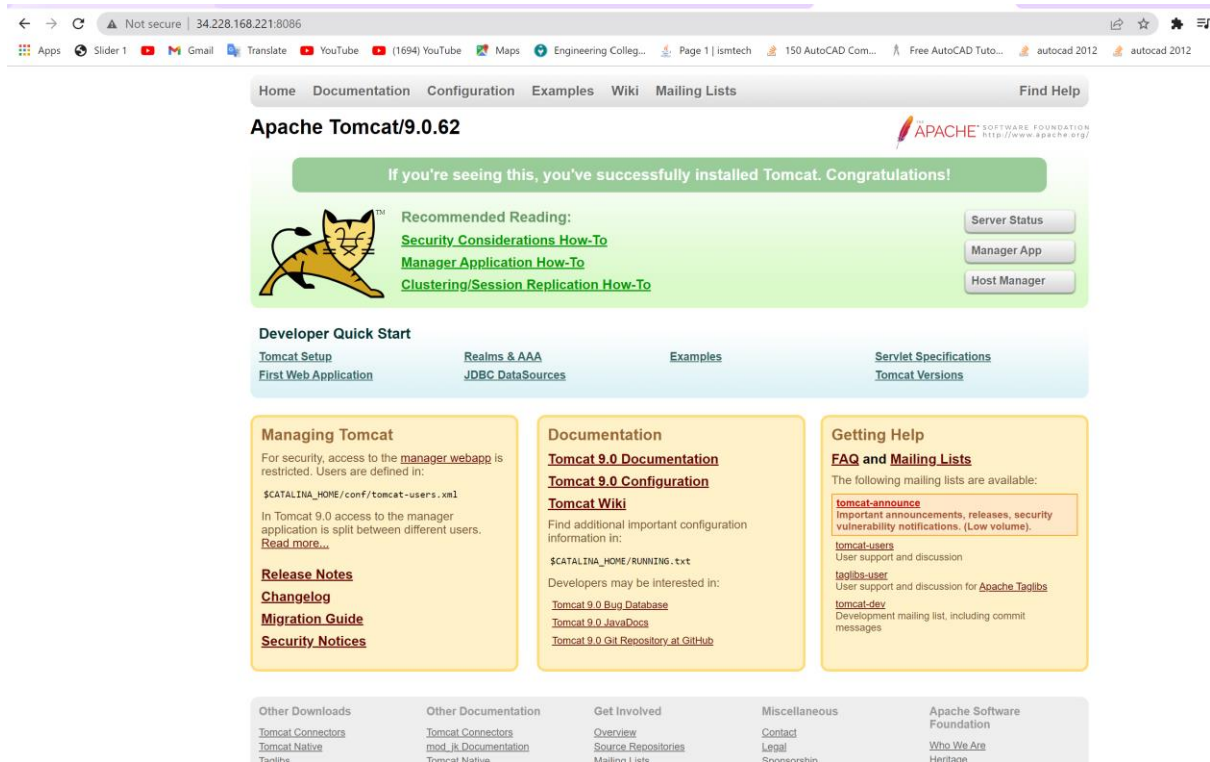 Not secure | 34.228.168.221:8086
Apps Slider 1 Gmail Translate YouTube (1694) YouTube Maps Engineering Colleg... Page 1 | ismtech 150 AutoCAD Com... Free AutoCAD Tuto... autocad 2012 autocad 2012
Home Documentation Configuration Examples Wiki Mailing Lists Find Help
Apache Tomcat/9.0.62
THE
APACHE SOFTWARE FOUNDATION
http://www.apache.org/
If you're seeing this, you've successfully installed Tomcat. Congratulations!
TM
Recommended Reading:
Security Considerations How-To
Manager Application How-To
Clustering/Session Replication How-To
Server Status
Manager App
Host Manager
Developer Quick Start
Tomcat Setup
First Web Application
Realms & AAA
JDBC DataSources
Examples
Servlet Specifications
Tomcat Versions
Managing Tomcat
For security, access to the manager webapp is
restricted. Users are defined in:
$CATALINA_HOME/conf/tomcat-users.xml
In Tomcat 9.0 access to the manager
application is split between different users.
Read more...
Release Notes
Changelog
Migration Guide
Security Notices
Documentation
Tomcat 9.0 Documentation
Tomcat 9.0 Configuration
Tomcat Wiki
Find additional important configuration
information in:
$CATALINA_HOME/RUNNING.txt
Developers may be interested in:
Tomcat 9.0 Bug Database
Tomcat 9.0 JavaDocs
Tomcat 9.0 Git Repository at GitHub
Getting Help
FAQ and Mailing Lists
The following mailing lists are available:
tomcat-announce
Important announcements, releases, security
vulnerability notifications. (Low volume).
tomcat-users
User support and discussion
taglibs-user
User support and discussion for Apache Taglibs
tomcat-dev
Development mailing list, including commit
messages
Other Downloads
Tomcat Connectors
Tomcat Native
Taglibs
Other Documentation
Tomcat Connectors
mod_jk Documentation
Tomcat Native
Get Involved
Overview
Source Repositories
Mailing Lists
Miscellaneous
Contact
Legal
Sponsorship
Apache Software
Foundation
Who We Are
Heritage